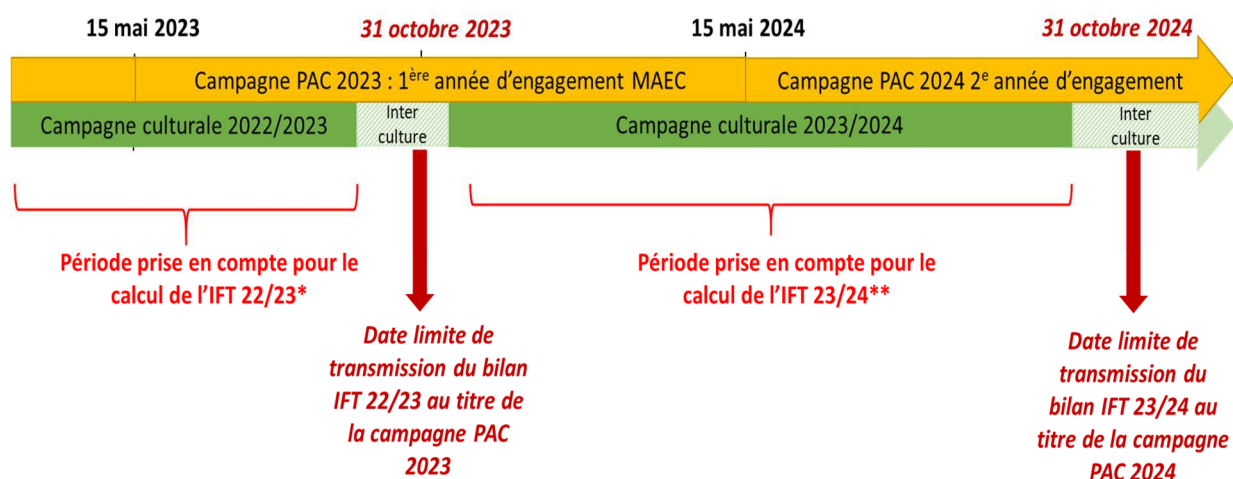 15 mai 2023
31 octobre 2023
15 mai 2024
31 octobre 2024
Campagne PAC 2023 : 1ère année d'engagement MAEC
Campagne PAC 2024 2e année d'engagement
Campagne culturale 2022/2023
Inter
culture
Campagne culturale 2023/2024
Inter
culture
Période prise en compte pour le
calcul de l'IFT 22/23*
Période prise en compte pour le
calcul de l'IFT 23/24**
Date limite de
transmission du bilan
IFT 22/23 au titre de
la campagne PAC
2023
Date limite de
transmission du
bilan IFT 23/24 au
titre de la campagne
PAC 2024